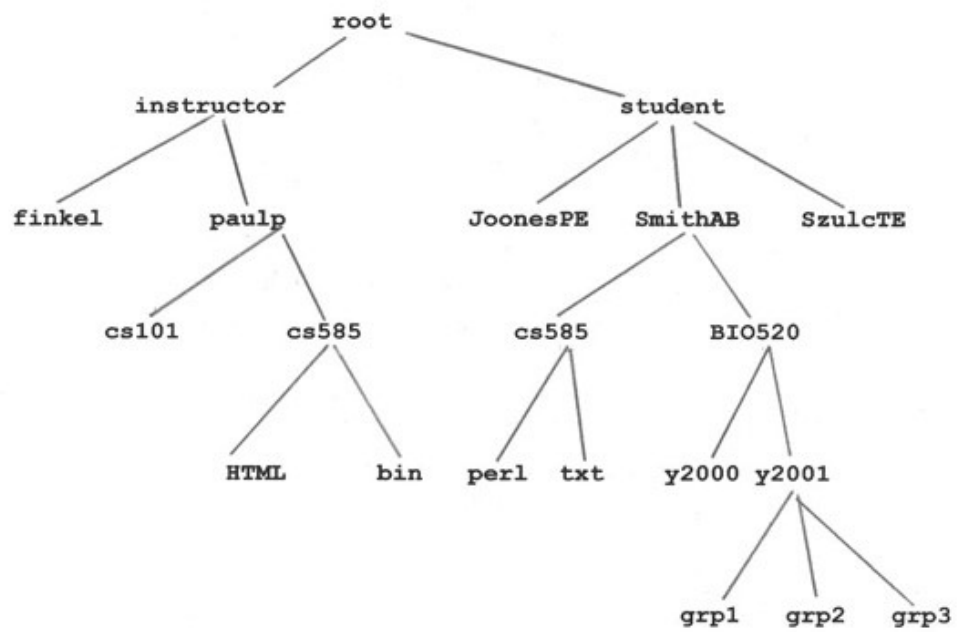 root
instructor student
finkel paulp JoonesPE SmithAB SzulcTE
cs101 cs585 cs585 BIO520
HTML bin perl txt y2000 y2001
grp1 grp2 grp3